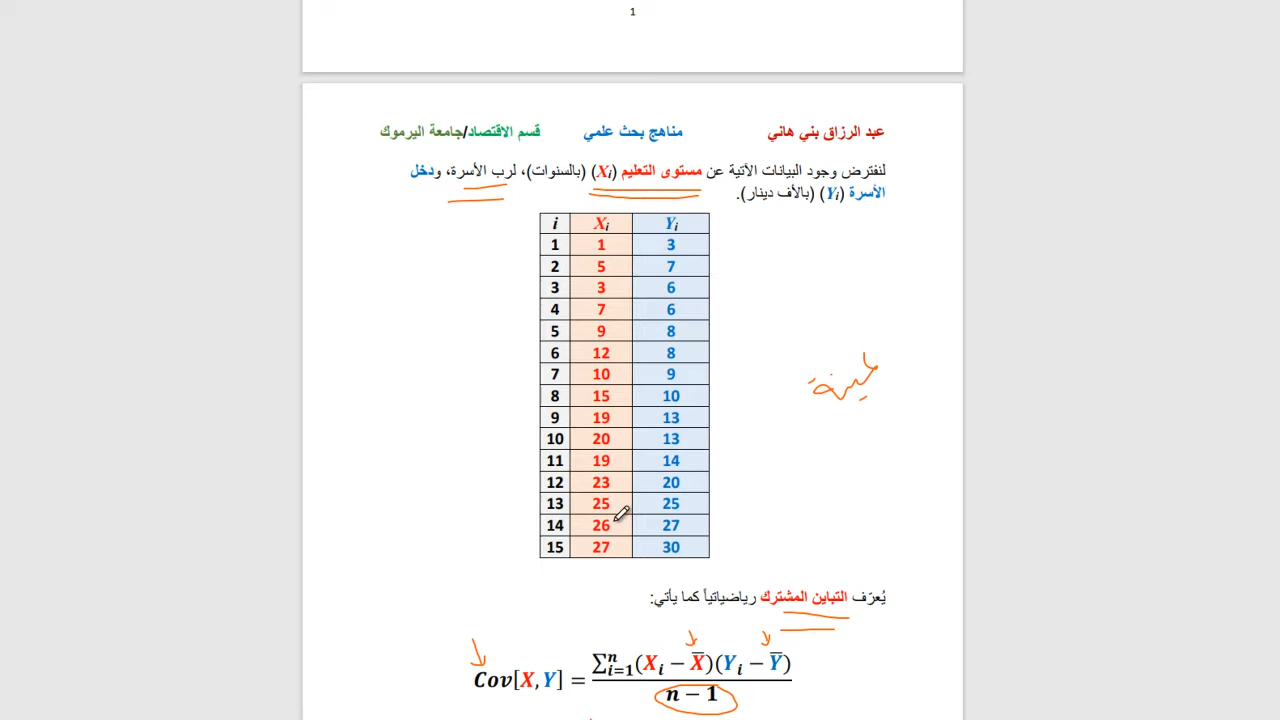 1
عبد الرزاق بني هاني مناهج بحث علمي قسم الاقتصاد/جامعة اليرموك
لنفترض وجود البيانات الآتية عن مستوى التعليم (Xi) (بالسنوات)، لرب الأسرة، ودخل
الأسرة (Yi) (بالأف دينار).
i Xi Yi
1 1 3
2 5 7
3 3 6
4 7 6
5 9 8
6 12 8
7 10 9
8 15 10
9 19 13
10 20 13
11 19 14
12 23 20
13 25 25
14 26 27
15 27 30
عينة
يُعرّف التباين المشترك رياضياتياً كما يأتي:
Cov[X, Y] = ∑ⁿᵢ₌₁(Xᵢ − X̅)(Yᵢ − Y̅)
n − 1